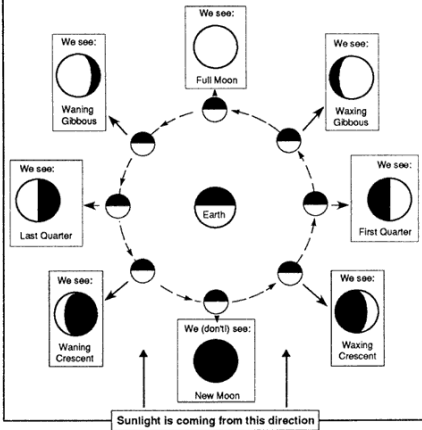 We see:
Full Moon
We see:
Waning
Gibbous
We see:
Waxing
Gibbous
We see:
Last Quarter
Earth
We see:
First Quarter
We see:
Waning
Crescent
We (don't!) see:
New Moon
We see:
Waxing
Crescent
Sunlight is coming from this direction